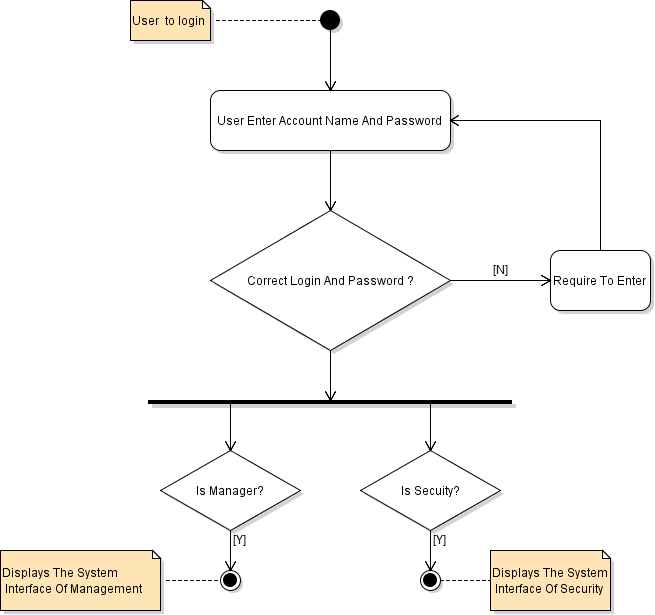 User  to login
User Enter Account Name And Password
Correct Login And Password ?
[N]
Require To Enter
Is Manager?
Is Secuity?
[Y]
[Y]
Displays The System
Interface Of Management
Displays The System
Interface Of Security